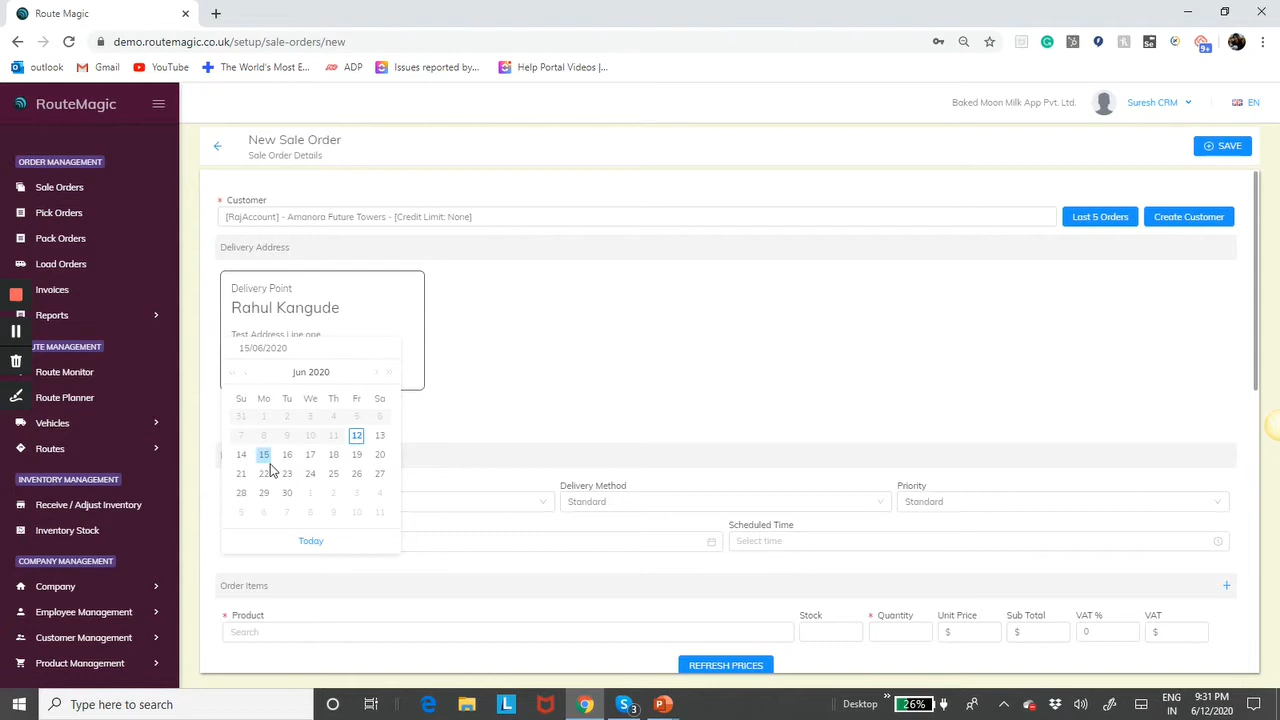 Route Magic
demo.routemagic.co.uk/setup/sale-orders/new
9+
outlook
Gmail
YouTube
The World's Most E...
ADP
Issues reported by...
Help Portal Videos |...
RouteMagic
Baked Moon Milk App Pvt. Ltd.
Suresh CRM
EN
ORDER MANAGEMENT
Sale Orders
Pick Orders
Pack Orders
Load Orders
Invoices
Reports
UTE MANAGEMENT
Route Monitor
Route Planner
Vehicles
Routes
INVENTORY MANAGEMENT
Receive / Adjust Inventory
Inventory Stock
COMPANY MANAGEMENT
Company
Employee Management
Customer Management
Product Management
New Sale Order
Sale Order Details
SAVE
* Customer
[RajAccount] - Amanora Future Towers - [Credit Limit: None]
Last 5 Orders
Create Customer
Delivery Address
Delivery Point
Rahul Kangude
Test Address Line one
15/06/2020
Jun 2020
Su Mo Tu We Th Fr Sa
31 1 2 3 4 5 6
7 8 9 10 11 12 13
14 15 16 17 18 19 20
21 22 23 24 25 26 27
28 29 30 1 2 3 4
5 6 7 8 9 10 11
Today
Delivery Method
Standard
Priority
Standard
Scheduled Time
Select time
Order Items
* Product
Search
Stock
* Quantity
Unit Price
$
Sub Total
$
VAT %
0
VAT
$
REFRESH PRICES
Type here to search
3
Desktop
26%
ENG
IN
9:31 PM
6/12/2020